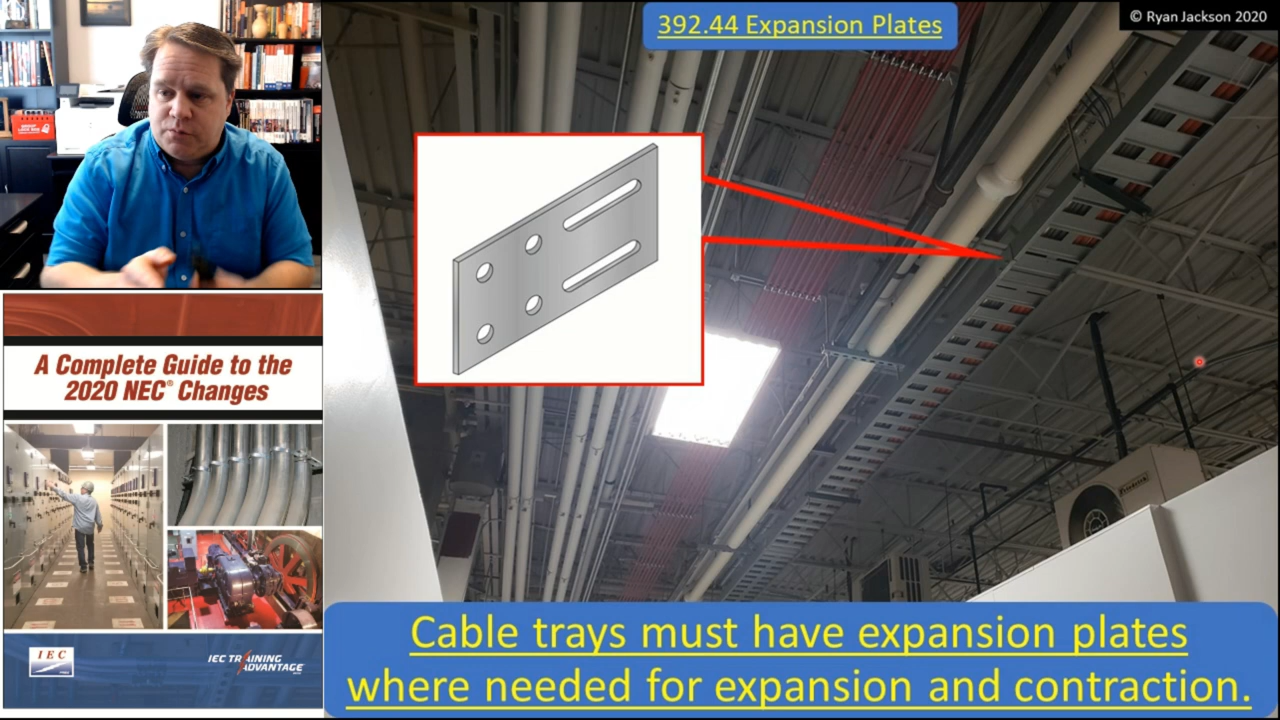 392.44 Expansion Plates
© Ryan Jackson 2020
A Complete Guide to the
2020 NEC® Changes
IEC
IEC TRAINING
ADVANTAGE
Cable trays must have expansion plates
where needed for expansion and contraction.